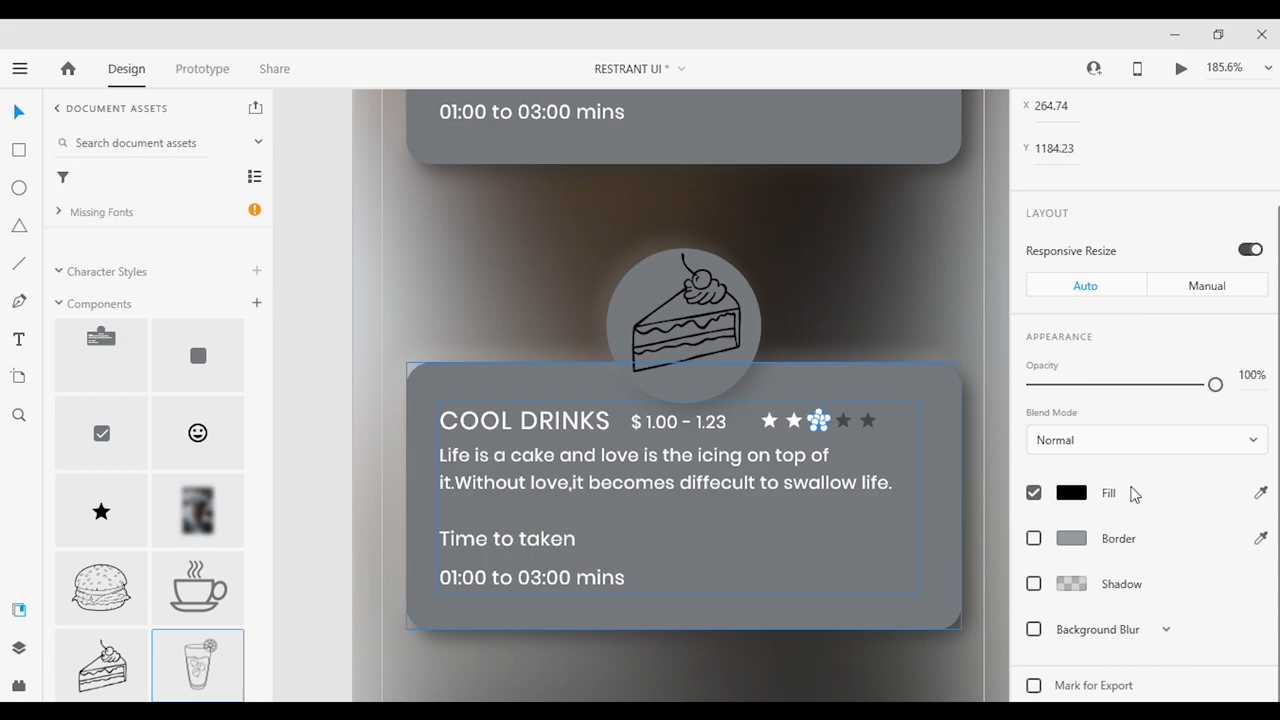 Design
Prototype
Share
RESTRANT UI *
185.6%
DOCUMENT ASSETS
Search document assets
Missing Fonts
Character Styles
Components
01:00 to 03:00 mins
COOL DRINKS
$ 1.00 - 1.23
Life is a cake and love is the icing on top of
it.Without love,it becomes diffecult to swallow life.
Time to taken
01:00 to 03:00 mins
X 264.74
Y 1184.23
LAYOUT
Responsive Resize
Auto
Manual
APPEARANCE
Opacity
100%
Blend Mode
Normal
Fill
Border
Shadow
Background Blur
Mark for Export